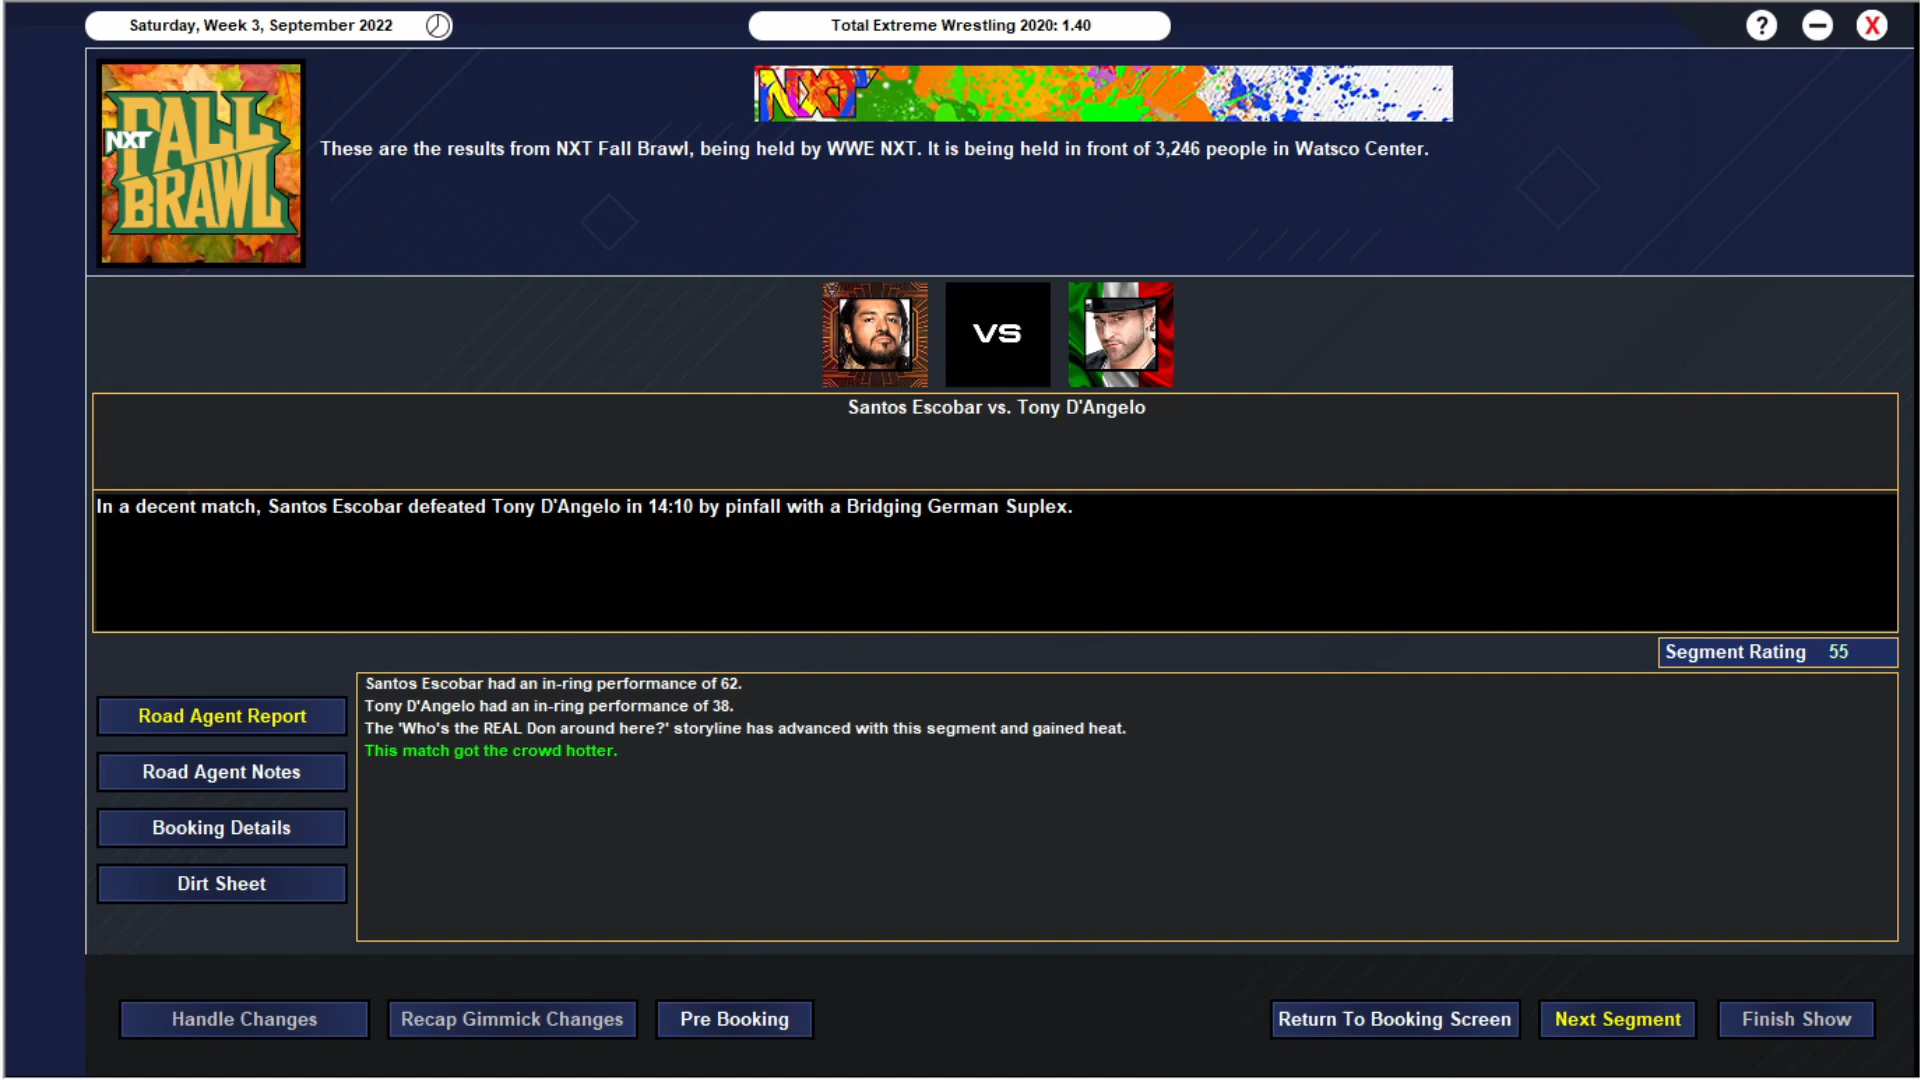 Saturday, Week 3, September 2022
Total Extreme Wrestling 2020: 1.40
?
X
NXT
FALL
BRAWL
NXT
These are the results from NXT Fall Brawl, being held by WWE NXT. It is being held in front of 3,246 people in Watsco Center.
VS
Santos Escobar vs. Tony D'Angelo
In a decent match, Santos Escobar defeated Tony D'Angelo in 14:10 by pinfall with a Bridging German Suplex.
Segment Rating 55
Santos Escobar had an in-ring performance of 62.
Tony D'Angelo had an in-ring performance of 38.
The 'Who's the REAL Don around here?' storyline has advanced with this segment and gained heat.
This match got the crowd hotter.
Road Agent Report
Road Agent Notes
Booking Details
Dirt Sheet
Handle Changes
Recap Gimmick Changes
Pre Booking
Return To Booking Screen
Next Segment
Finish Show